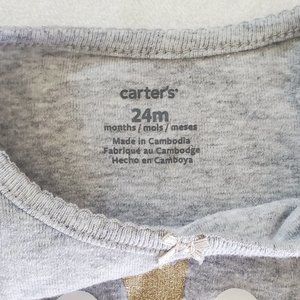 carter's®
24m
months / mois / meses
Made in Cambodia
Fabriqué au Cambodge
Hecho en Camboya